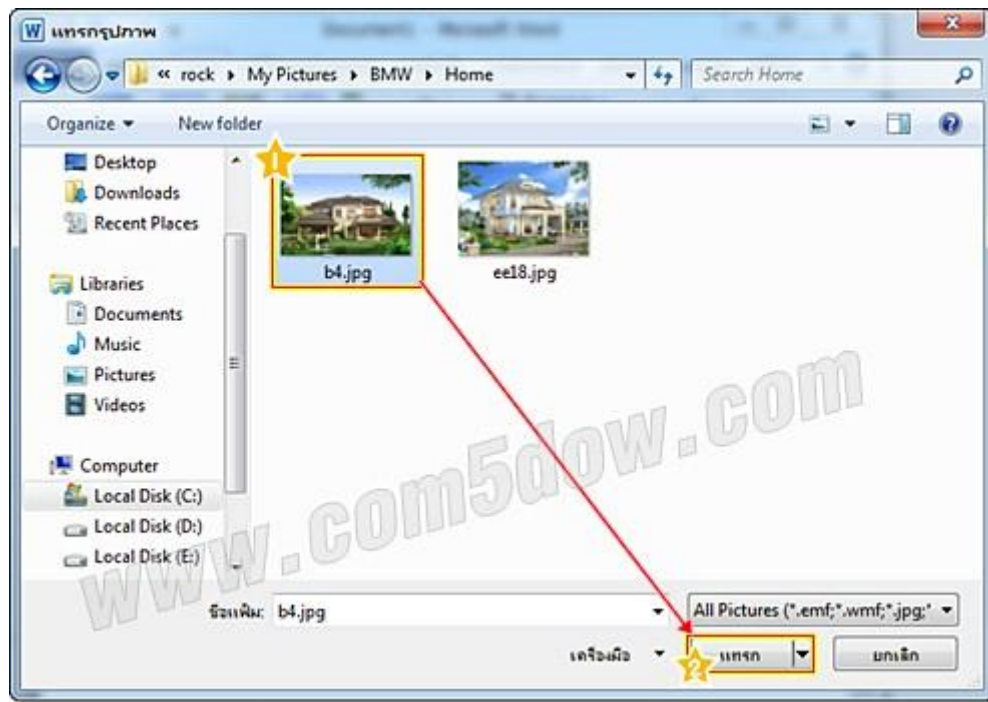 W แทรกรูปภาพ
« rock ▸ My Pictures ▸ BMW ▸ Home
Search Home
Organize ▾ New folder
Desktop
Downloads
Recent Places
Libraries
Documents
Music
Pictures
Videos
Computer
Local Disk (C:)
Local Disk (D:)
Local Disk (E:)
1
b4.jpg
ee18.jpg
www.com5dow.com
ชื่อแฟ้ม: b4.jpg
All Pictures (*.emf;*.wmf;*.jpg;*
เครื่องมือ
2
แทรก
ยกเลิก